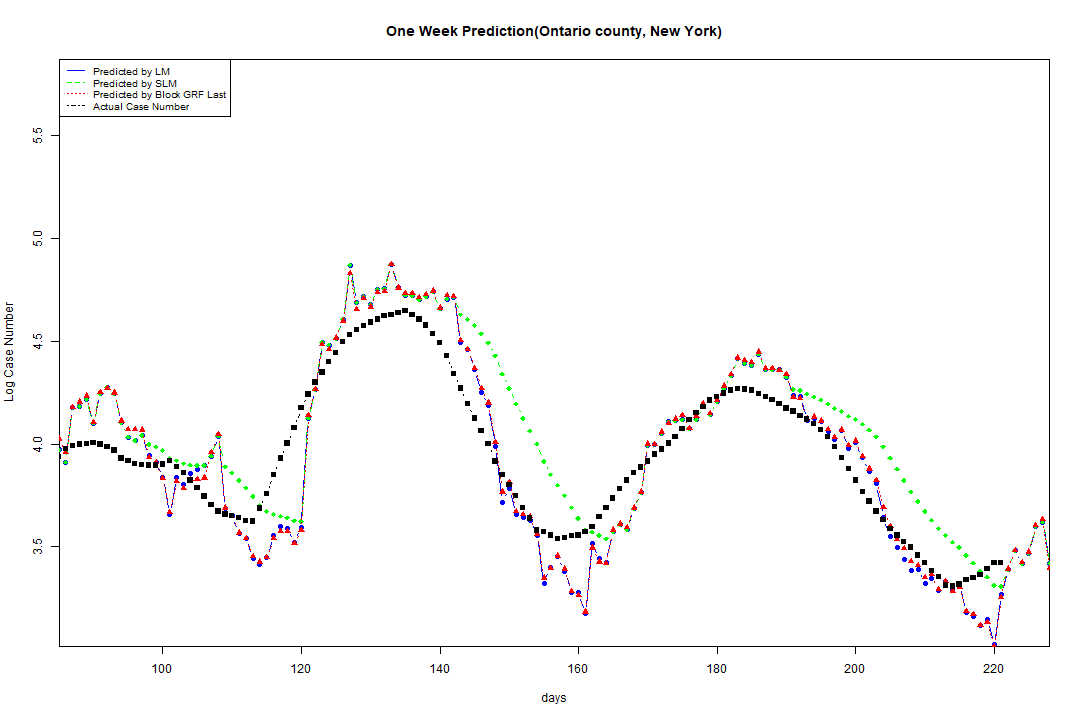 One Week Prediction(Ontario county, New York)
Predicted by LM
Predicted by SLM
Predicted by Block GRF Last
Actual Case Number
5.5
5.0
4.5
4.0
3.5
Log Case Number
100 120 140 160 180 200 220
days